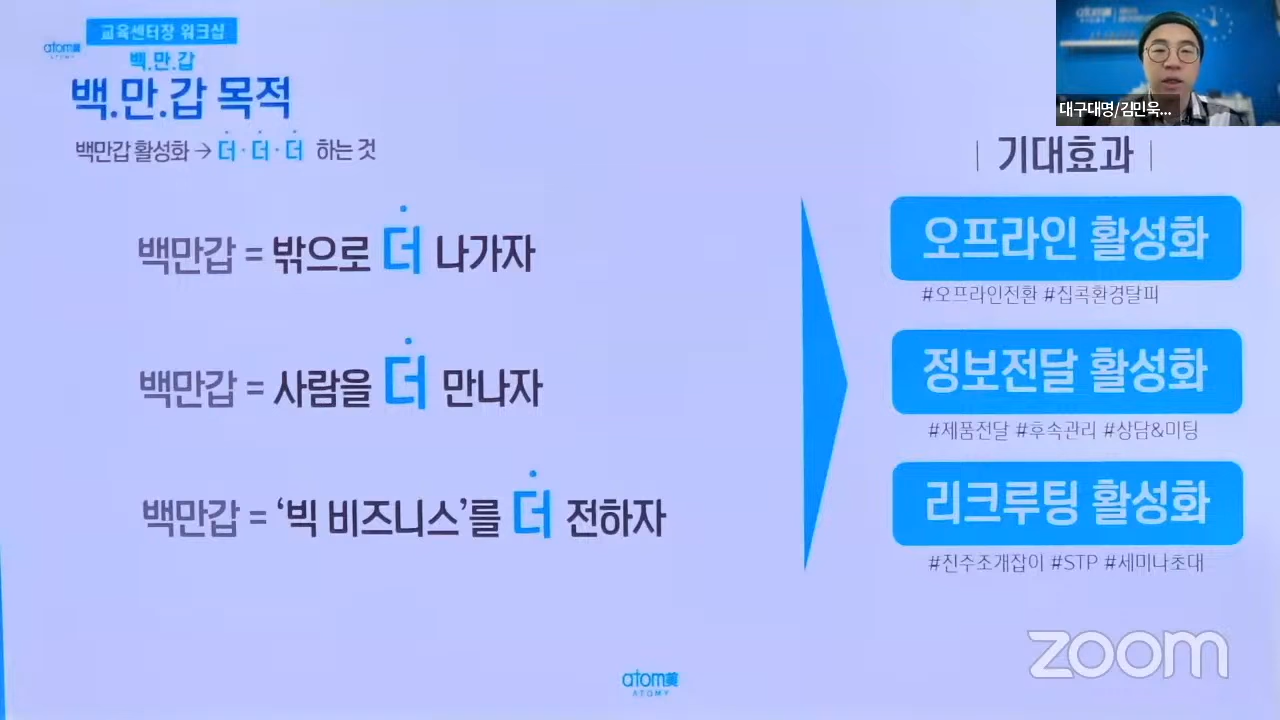 교육센터장 워크샵
atom美
ATOMY
백.만.갑
백.만.갑 목적
백만갑 활성화 → 더·더·더 하는 것
백만갑 = 밖으로 더 나가자
백만갑 = 사람을 더 만나자
백만갑 = ‘빅 비즈니스’를 더 전하자
대구대명/김민욱...
| 기대효과 |
오프라인 활성화
#오프라인전환 #집콕환경탈피
정보전달 활성화
#제품전달 #후속관리 #상담&미팅
리크루팅 활성화
#진주조개잡이 #STP #세미나초대
atom美
ATOMY
zoom